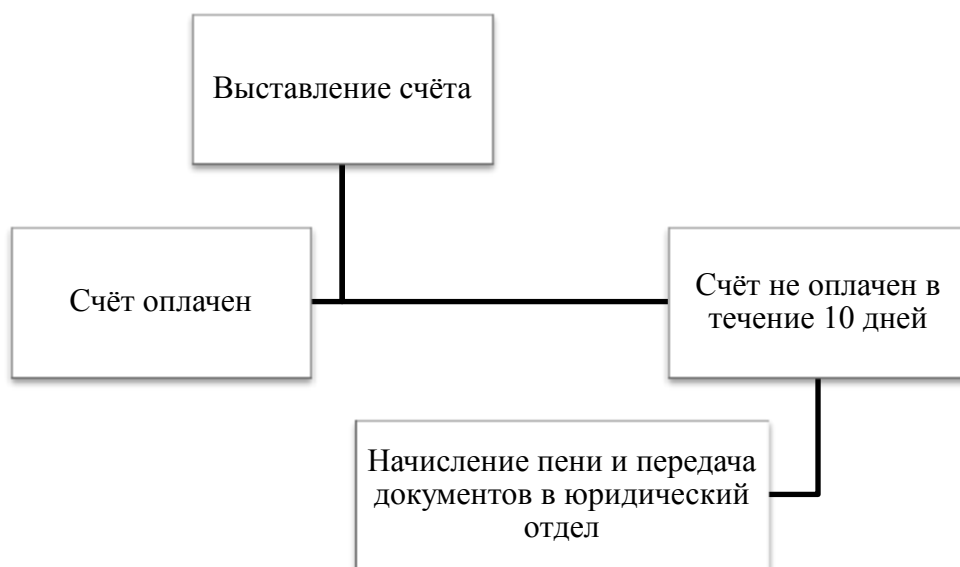 Выставление счёта
Счёт оплачен
Счёт не оплачен в
течение 10 дней
Начисление пени и передача
документов в юридический
отдел